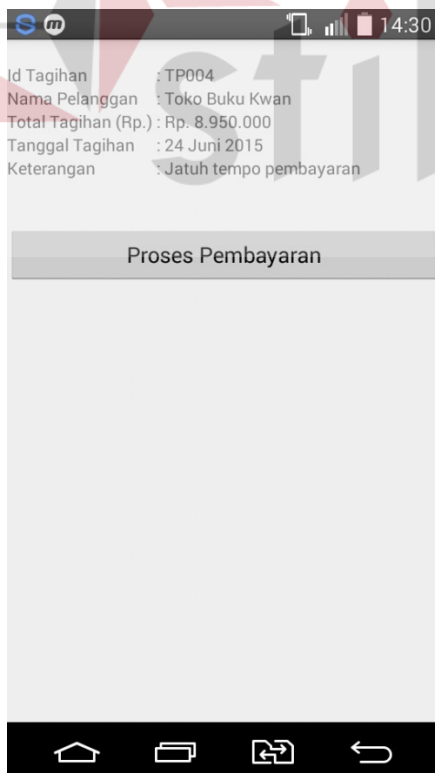 14:30
Id Tagihan : TP004
Nama Pelanggan : Toko Buku Kwan
Total Tagihan (Rp.) : Rp. 8.950.000
Tanggal Tagihan : 24 Juni 2015
Keterangan : Jatuh tempo pembayaran
Proses Pembayaran